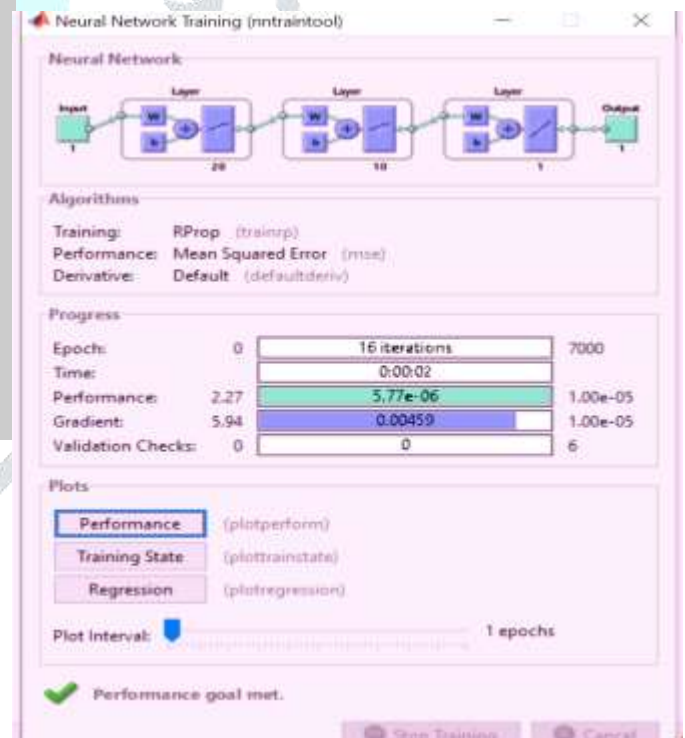 Neural Network Training (nntraintool)
Neural Network
Layer Layer Layer
Input Output
W W W
b b b
1 20 10 1 1
Algorithms
Training: RProp (trainrp)
Performance: Mean Squared Error (mse)
Derivative: Default (defaultderiv)
Progress
Epoch: 0 16 iterations 7000
Time: 0:00:02
Performance: 2.27 5.77e-06 1.00e-05
Gradient: 5.94 0.00459 1.00e-05
Validation Checks: 0 0 6
Plots
Performance (plotperform)
Training State (plottrainstate)
Regression (plotregression)
Plot Interval: 1 epochs
Performance goal met.
Stop Training Cancel